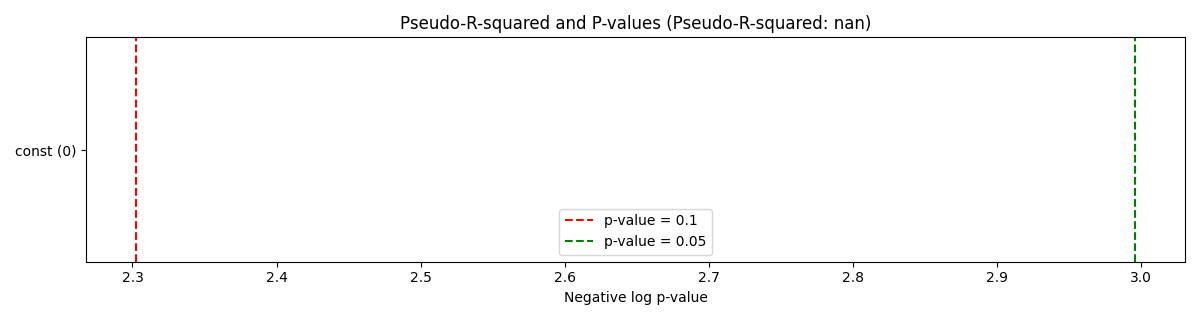 Pseudo-R-squared and P-values (Pseudo-R-squared: nan)
const (0)
p-value = 0.1
p-value = 0.05
2.3 2.4 2.5 2.6 2.7 2.8 2.9 3.0
Negative log p-value